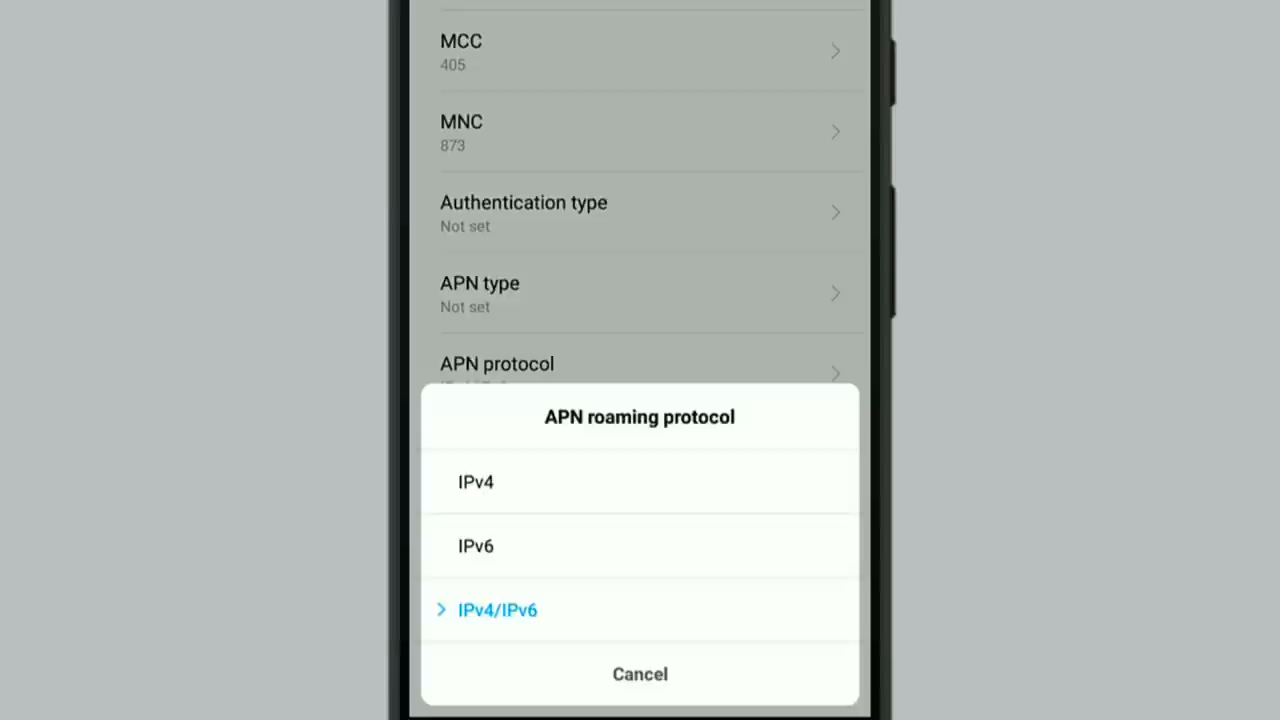 MCC
405
MNC
873
Authentication type
Not set
APN type
Not set
APN protocol
APN roaming protocol
IPv4
IPv6
IPv4/IPv6
Cancel